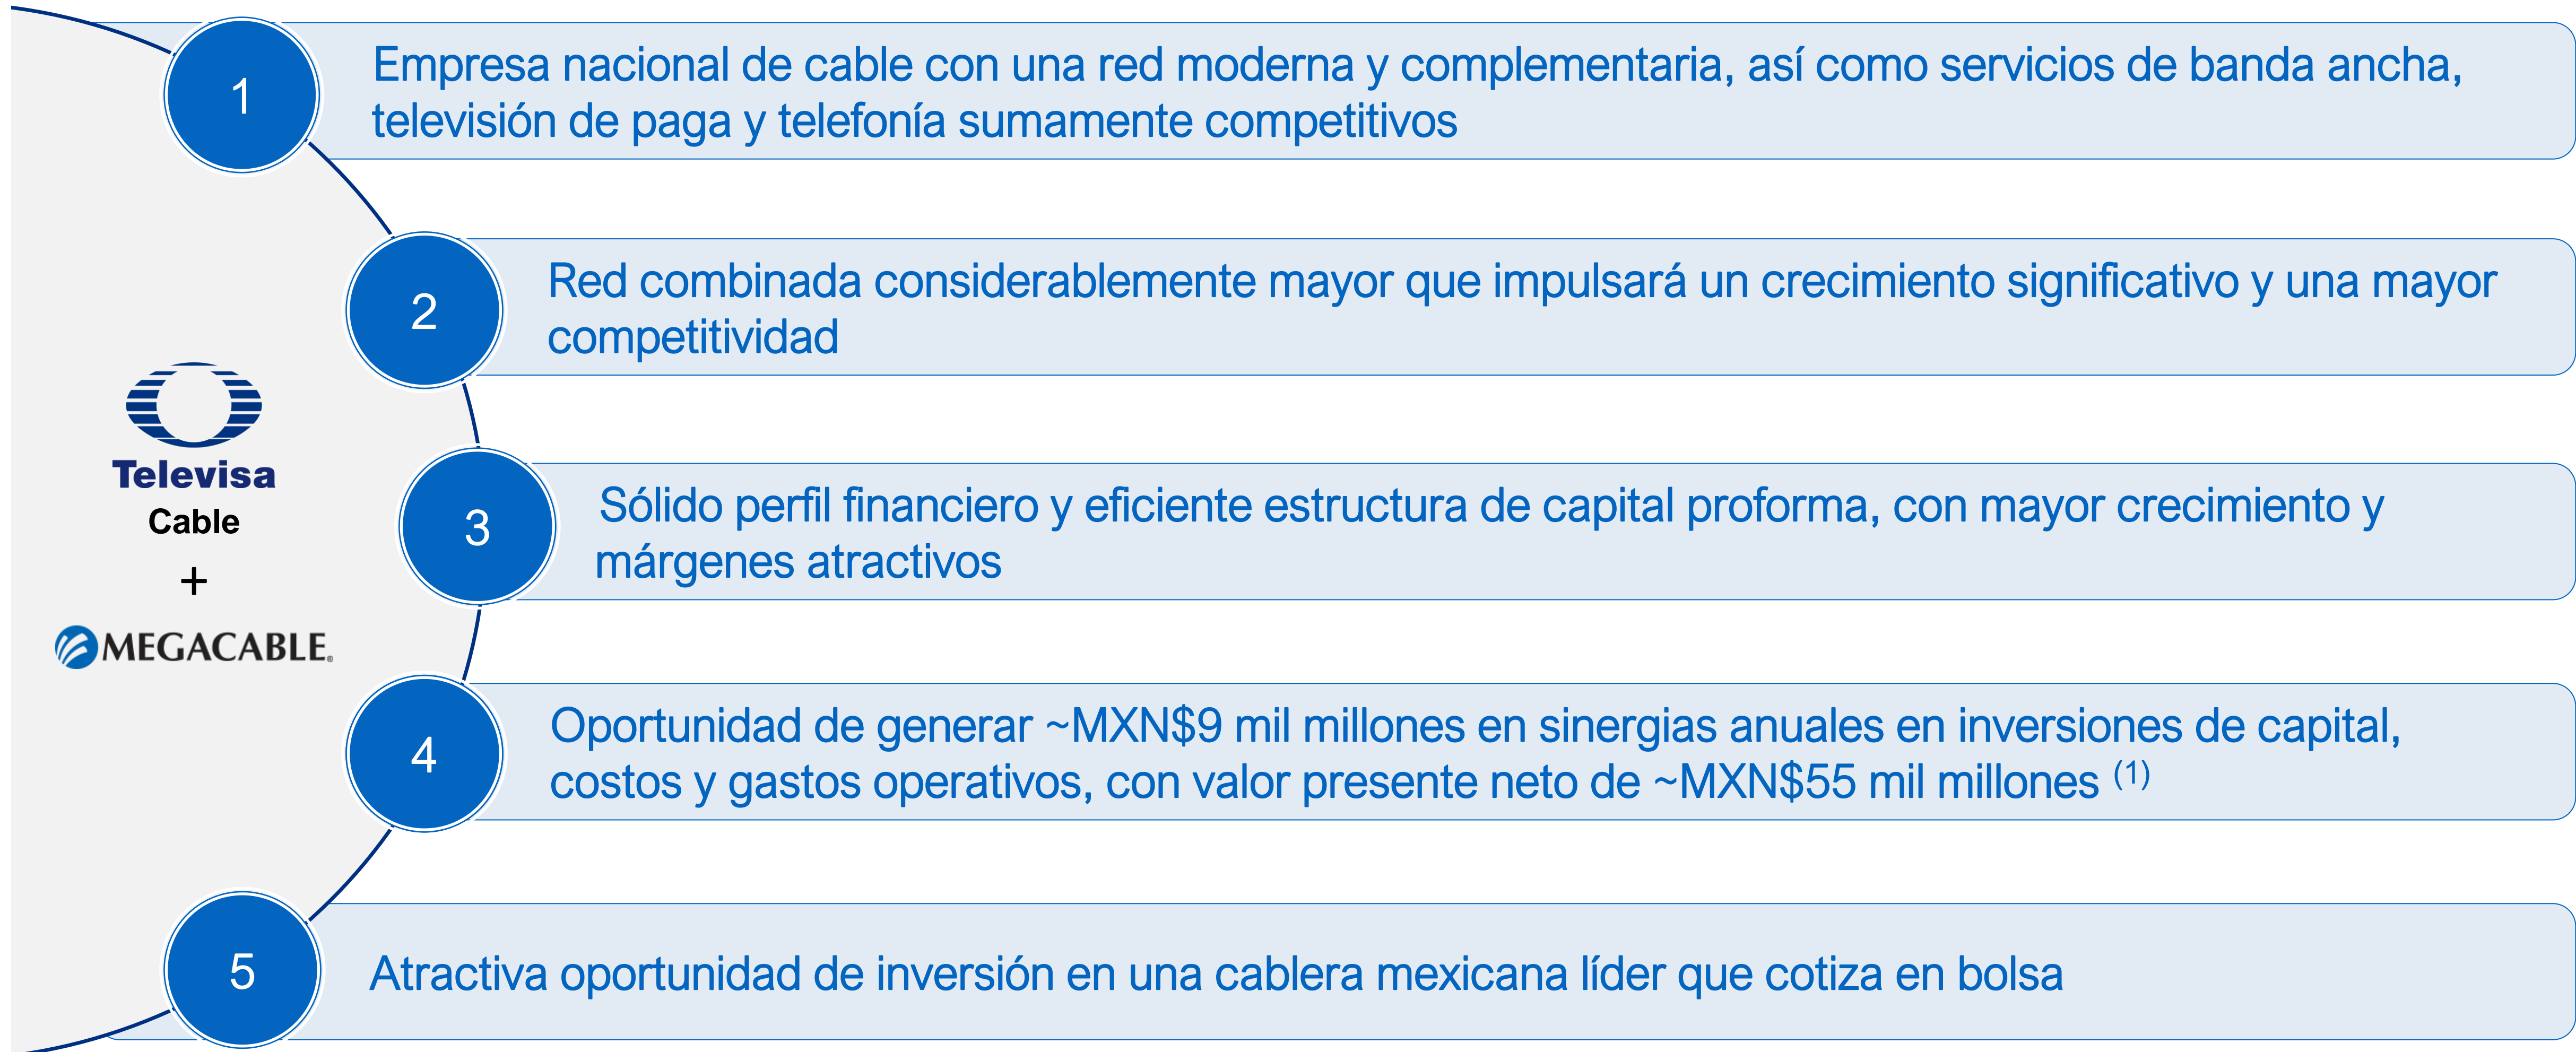 1
Empresa nacional de cable con una red moderna y complementaria, así como servicios de banda ancha,
televisión de paga y telefonía sumamente competitivos
2
Red combinada considerablemente mayor que impulsará un crecimiento significativo y una mayor
competitividad
Televisa
Cable
+
MEGACABLE®
3
Sólido perfil financiero y eficiente estructura de capital proforma, con mayor crecimiento y
márgenes atractivos
4
Oportunidad de generar ~MXN$9 mil millones en sinergias anuales en inversiones de capital,
costos y gastos operativos, con valor presente neto de ~MXN$55 mil millones (1)
5
Atractiva oportunidad de inversión en una cablera mexicana líder que cotiza en bolsa